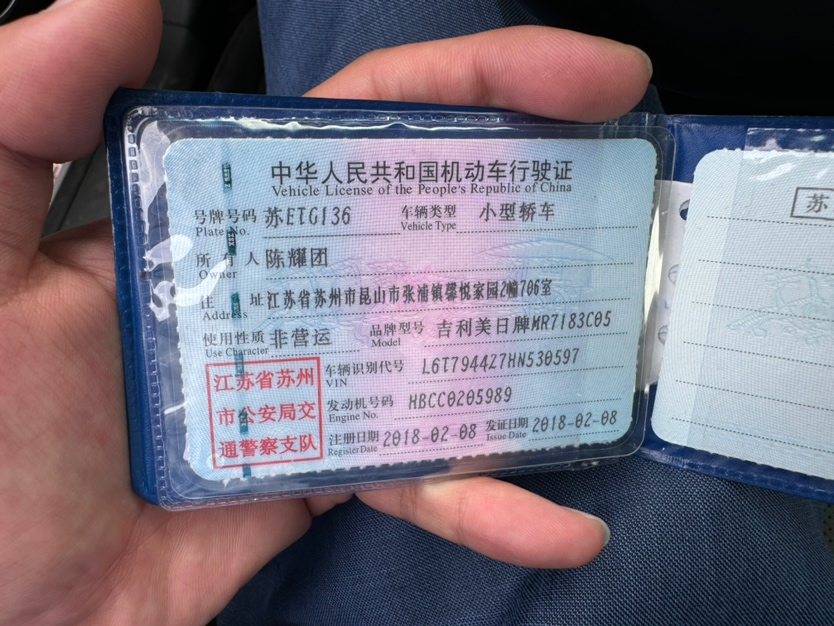 中华人民共和国机动车行驶证
Vehicle License of the People's Republic of China
号牌号码 苏ETG136 车辆类型 小型轿车
Plate No. Vehicle Type
所有人 陈耀团
Owner
住址 江苏省苏州市昆山市张浦镇馨悦家园2幢706室
Address
使用性质 非营运 品牌型号 吉利美日牌MR7183C05
Use Character Model
车辆识别代号 L6T7944Z7HN530597
VIN
发动机号码 HBCC0205989
Engine No.
注册日期 2018-02-08 发证日期 2018-02-08
Register Date Issue Date
江苏省苏州
市公安局交
通警察支队
苏